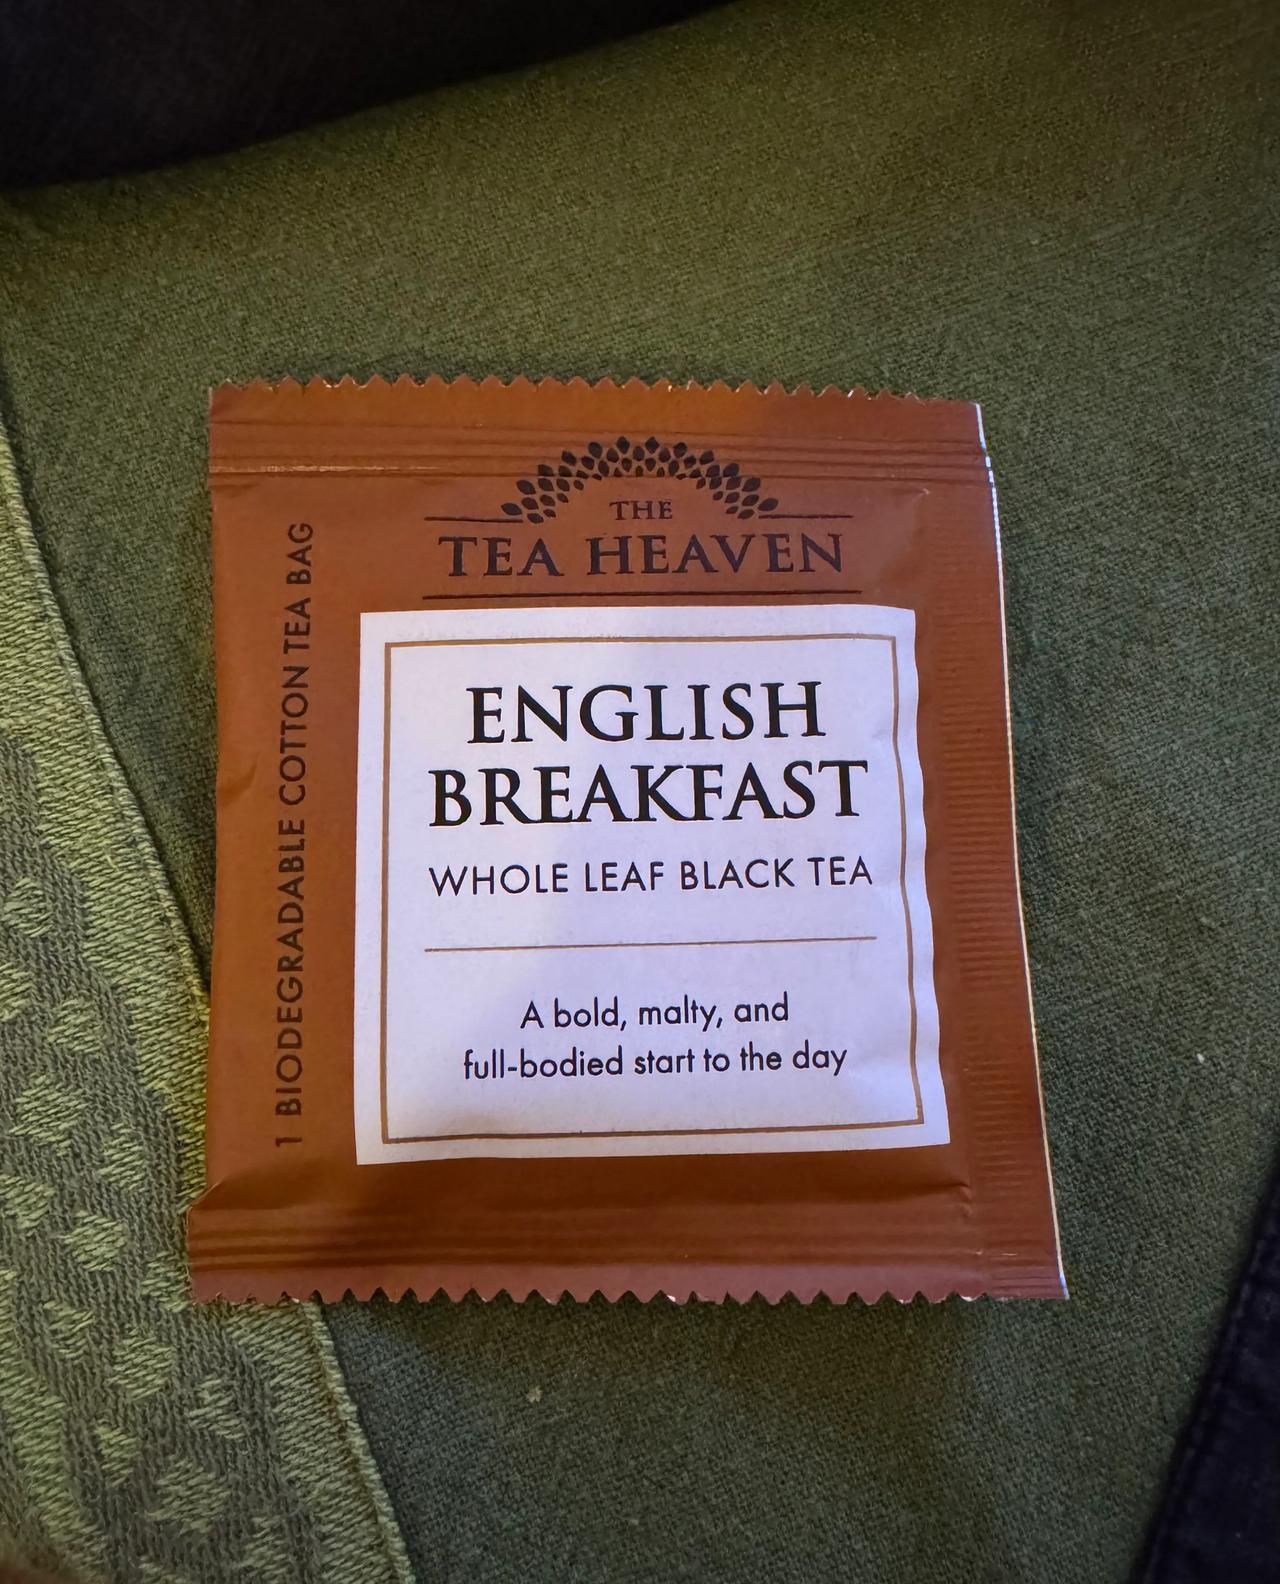 THE
TEA HEAVEN
ENGLISH
BREAKFAST
WHOLE LEAF BLACK TEA
A bold, malty, and
full-bodied start to the day
1 BIODEGRADABLE COTTON TEA BAG